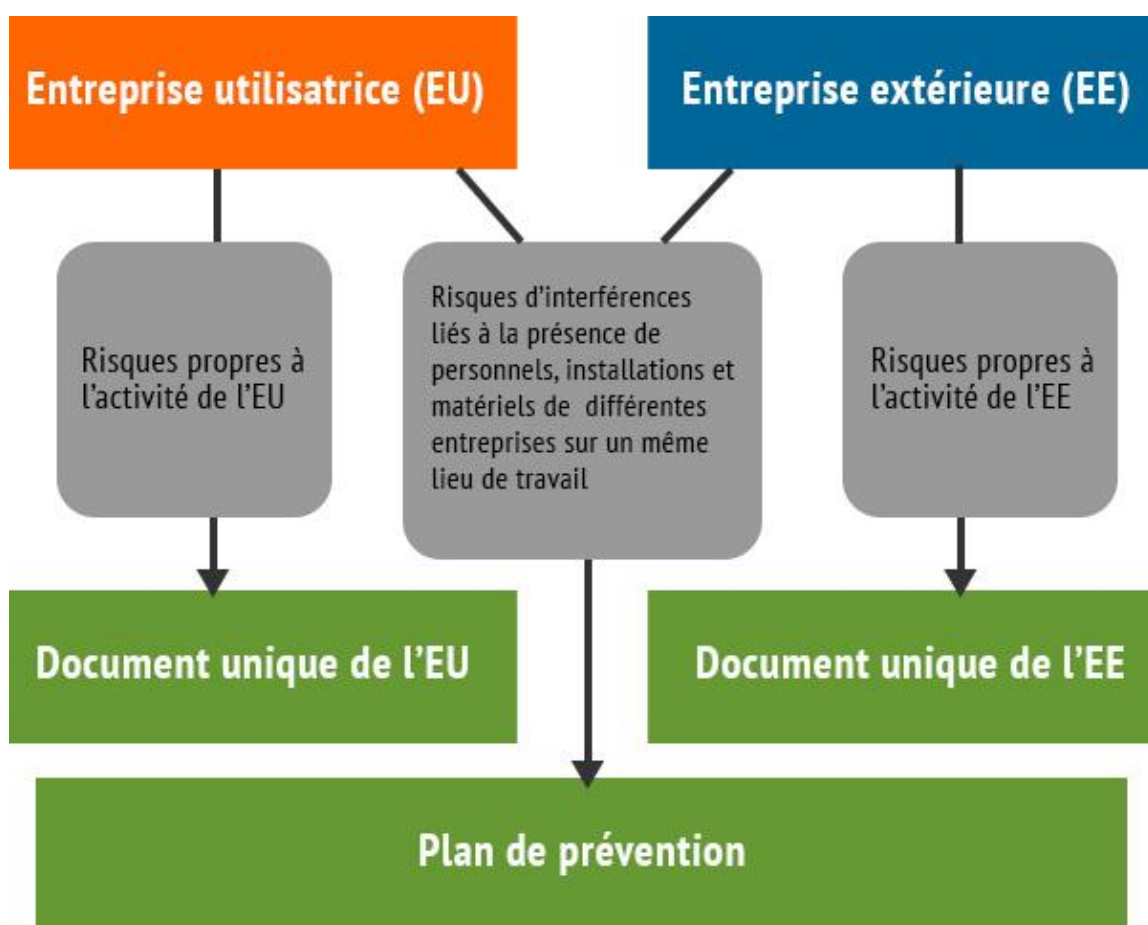 Entreprise utilisatrice (EU)
Entreprise extérieure (EE)
Risques propres à
l’activité de l’EU
Risques d’interférences
liés à la présence de
personnels, installations et
matériels de différentes
entreprises sur un même
lieu de travail
Risques propres à
l’activité de l’EE
Document unique de l’EU
Document unique de l’EE
Plan de prévention